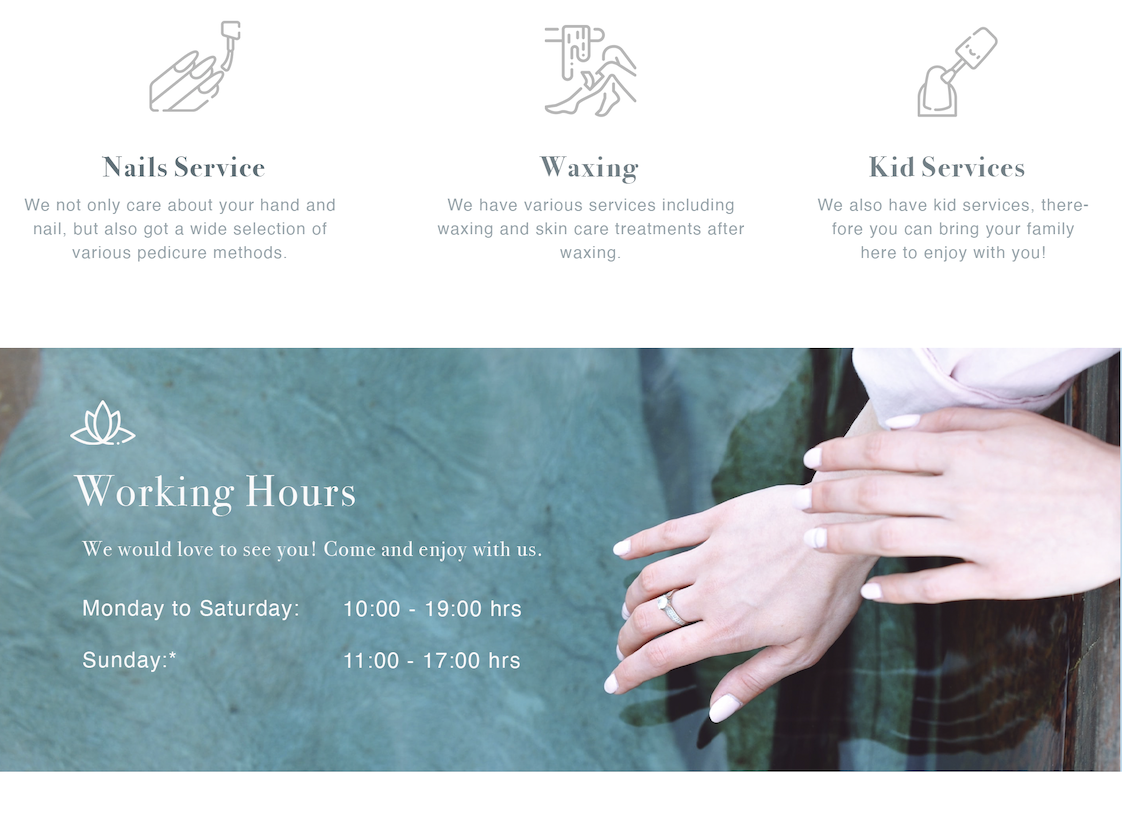 Nails Service
We not only care about your hand and
nail, but also got a wide selection of
various pedicure methods.
Waxing
We have various services including
waxing and skin care treatments after
waxing.
Kid Services
We also have kid services, there-
fore you can bring your family
here to enjoy with you!
Working Hours
We would love to see you! Come and enjoy with us.
Monday to Saturday: 10:00 - 19:00 hrs
Sunday:* 11:00 - 17:00 hrs